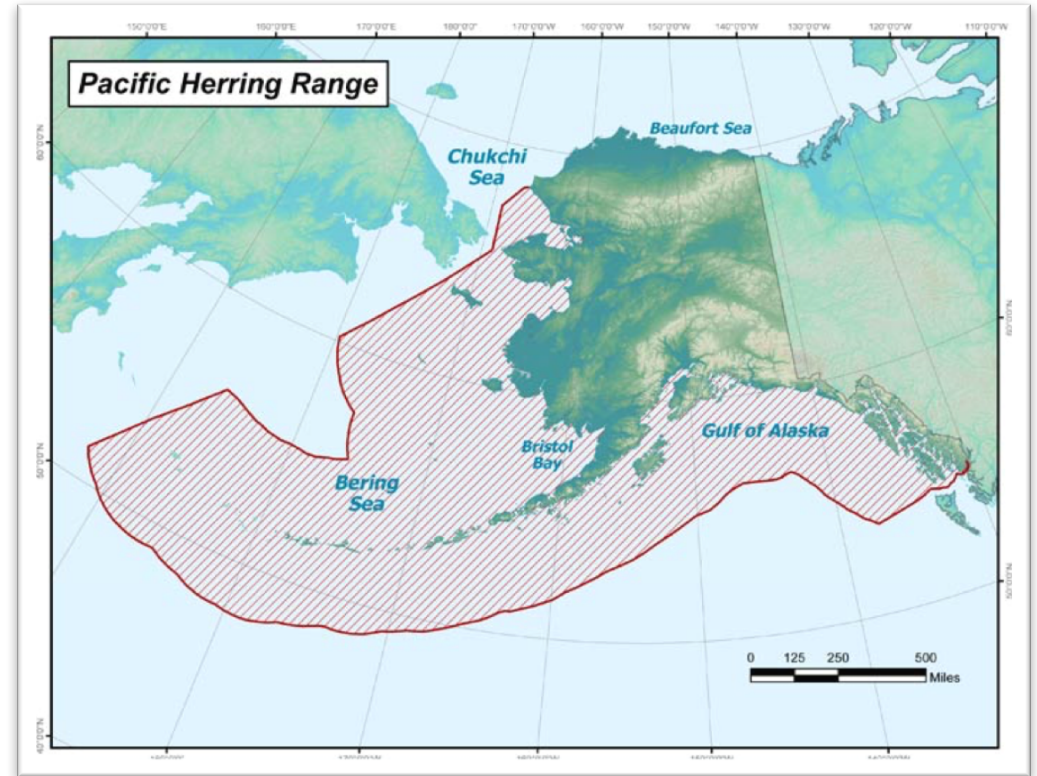 150°0'0"E 160°0'0"E 170°0'0"E 180°0'0" 170°0'0"W 160°0'0"W 150°0'0"W 140°0'0"W 130°0'0"W 120°0'0"W 110°0'0"W
Pacific Herring Range
Beaufort Sea
Chukchi
Sea
Gulf of Alaska
Bristol
Bay
Bering
Sea
0 125 250 500
Miles